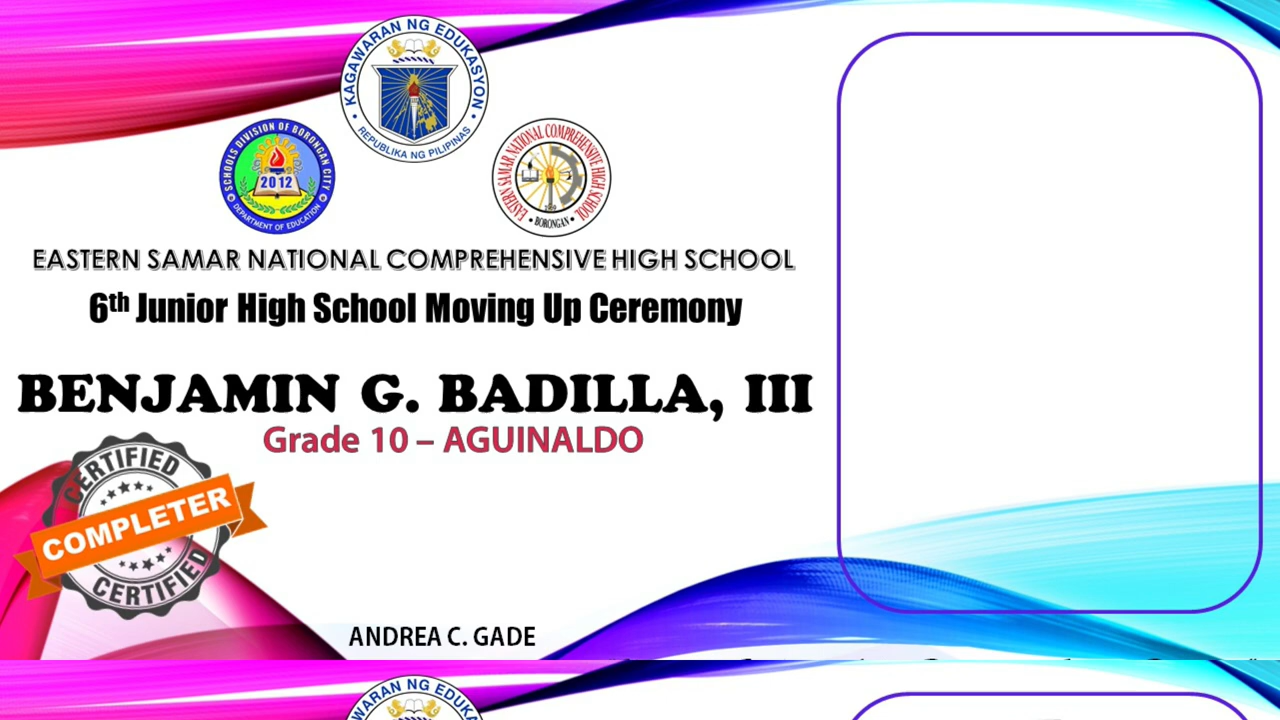 KAGAWARAN NG EDUKASYON
REPUBLIKA NG PILIPINAS
SCHOOLS DIVISION OF BORONGAN CITY
2012
DEPARTMENT OF EDUCATION
EASTERN SAMAR NATIONAL COMPREHENSIVE HIGH SCHOOL
BORONGAN
EASTERN SAMAR NATIONAL COMPREHENSIVE HIGH SCHOOL
6th Junior High School Moving Up Ceremony
BENJAMIN G. BADILLA, III
Grade 10 – AGUINALDO
CERTIFIED
COMPLETER
CERTIFIED
ANDREA C. GADE